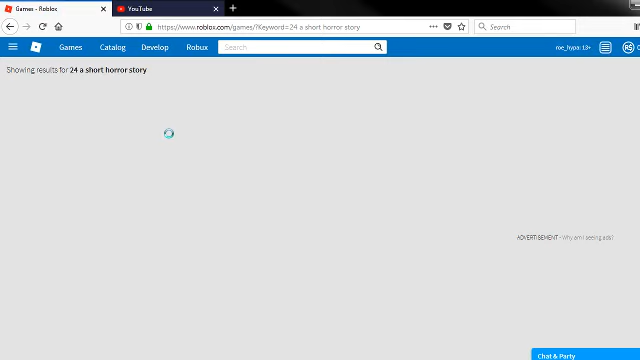 Games - Roblox
YouTube
https://www.roblox.com/games/?Keyword=24 a short horror story
Search
Games
Catalog
Develop
Robux
Search
roe_hypa: 13+
Showing results for 24 a short horror story
ADVERTISEMENT - Why am I seeing ads?
Chat & Party